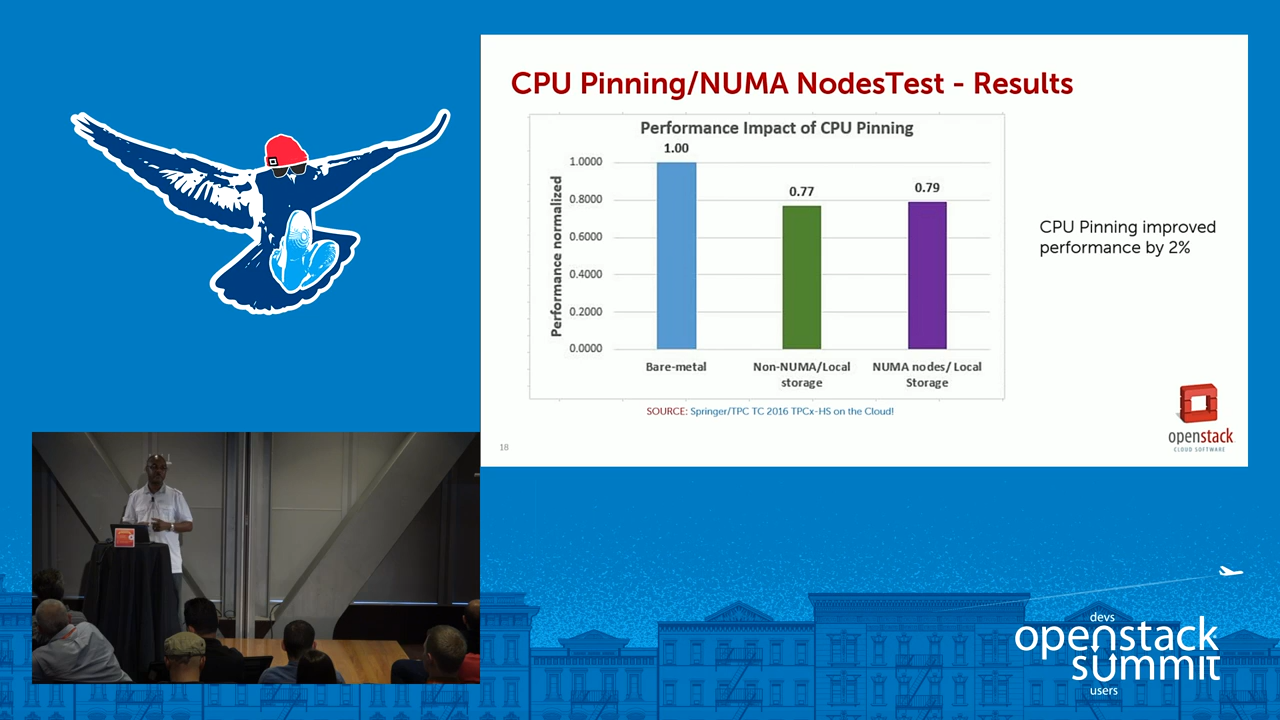 CPU Pinning/NUMA NodesTest - Results
Performance Impact of CPU Pinning
Performance normalized
1.0000
0.8000
0.6000
0.4000
0.2000
0.0000
1.00
0.77
0.79
Bare-metal
Non-NUMA/Local
storage
NUMA nodes/ Local
Storage
SOURCE: Springer/TPC TC 2016 TPCx-HS on the Cloud!
CPU Pinning improved
performance by 2%
18
openstack
CLOUD SOFTWARE
devs
openstack
summit
users